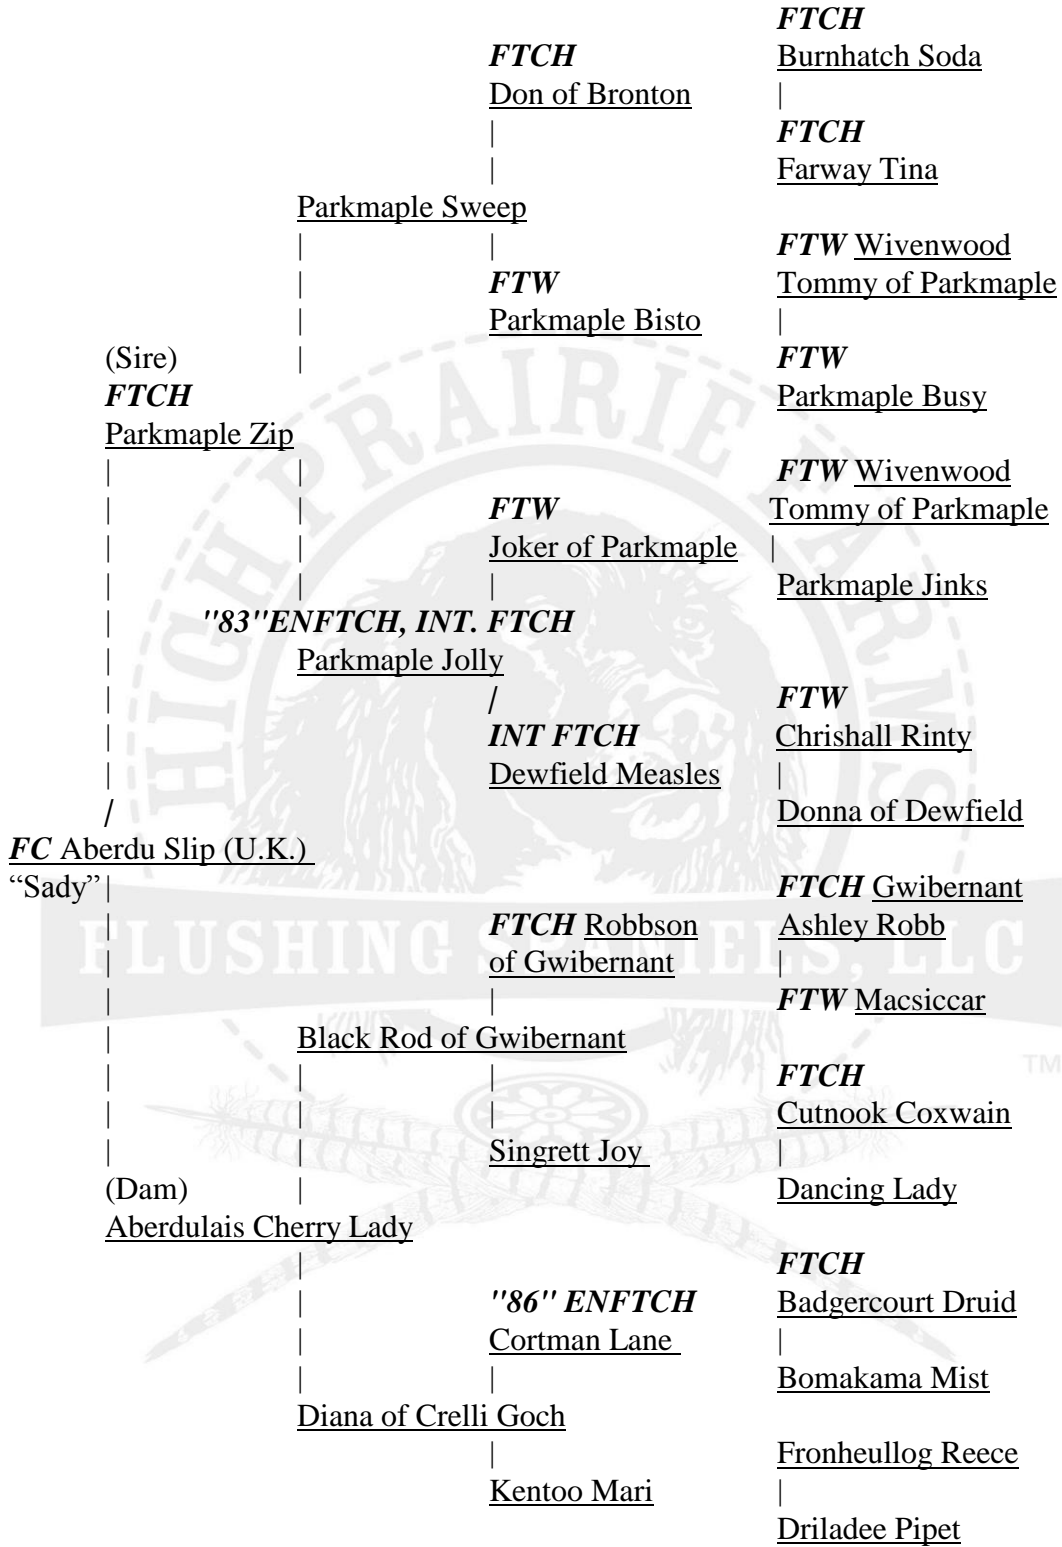 FTCH
Burnhatch Soda
FTCH
Don of Bronton
FTCH
Farway Tina
Parkmaple Sweep
FTW Wivenwood
Tommy of Parkmaple
FTW
Parkmaple Bisto
FTW
Parkmaple Busy
(Sire)
FTCH
Parkmaple Zip
FTW Wivenwood
Tommy of Parkmaple
FTW
Joker of Parkmaple
Parkmaple Jinks
"83"ENFTCH, INT. FTCH
Parkmaple Jolly
FTW
Chrishall Rinty
INT FTCH
Dewfield Measles
Donna of Dewfield
FC Aberdu Slip (U.K.)
“Sady”
FTCH Gwibernant
Ashley Robb
FTCH Robbson
of Gwibernant
FTW Macsiccar
Black Rod of Gwibernant
FTCH
Cutnook Coxwain
Singrett Joy
Dancing Lady
(Dam)
Aberdulais Cherry Lady
FTCH
Badgercourt Druid
"86" ENFTCH
Cortman Lane
Bomakama Mist
Diana of Crelli Goch
Fronheullog Reece
Kentoo Mari
Driladee Pipet
HIGH PRAIRIE FARMS
FLUSHING SPANIELS, LLC
TM